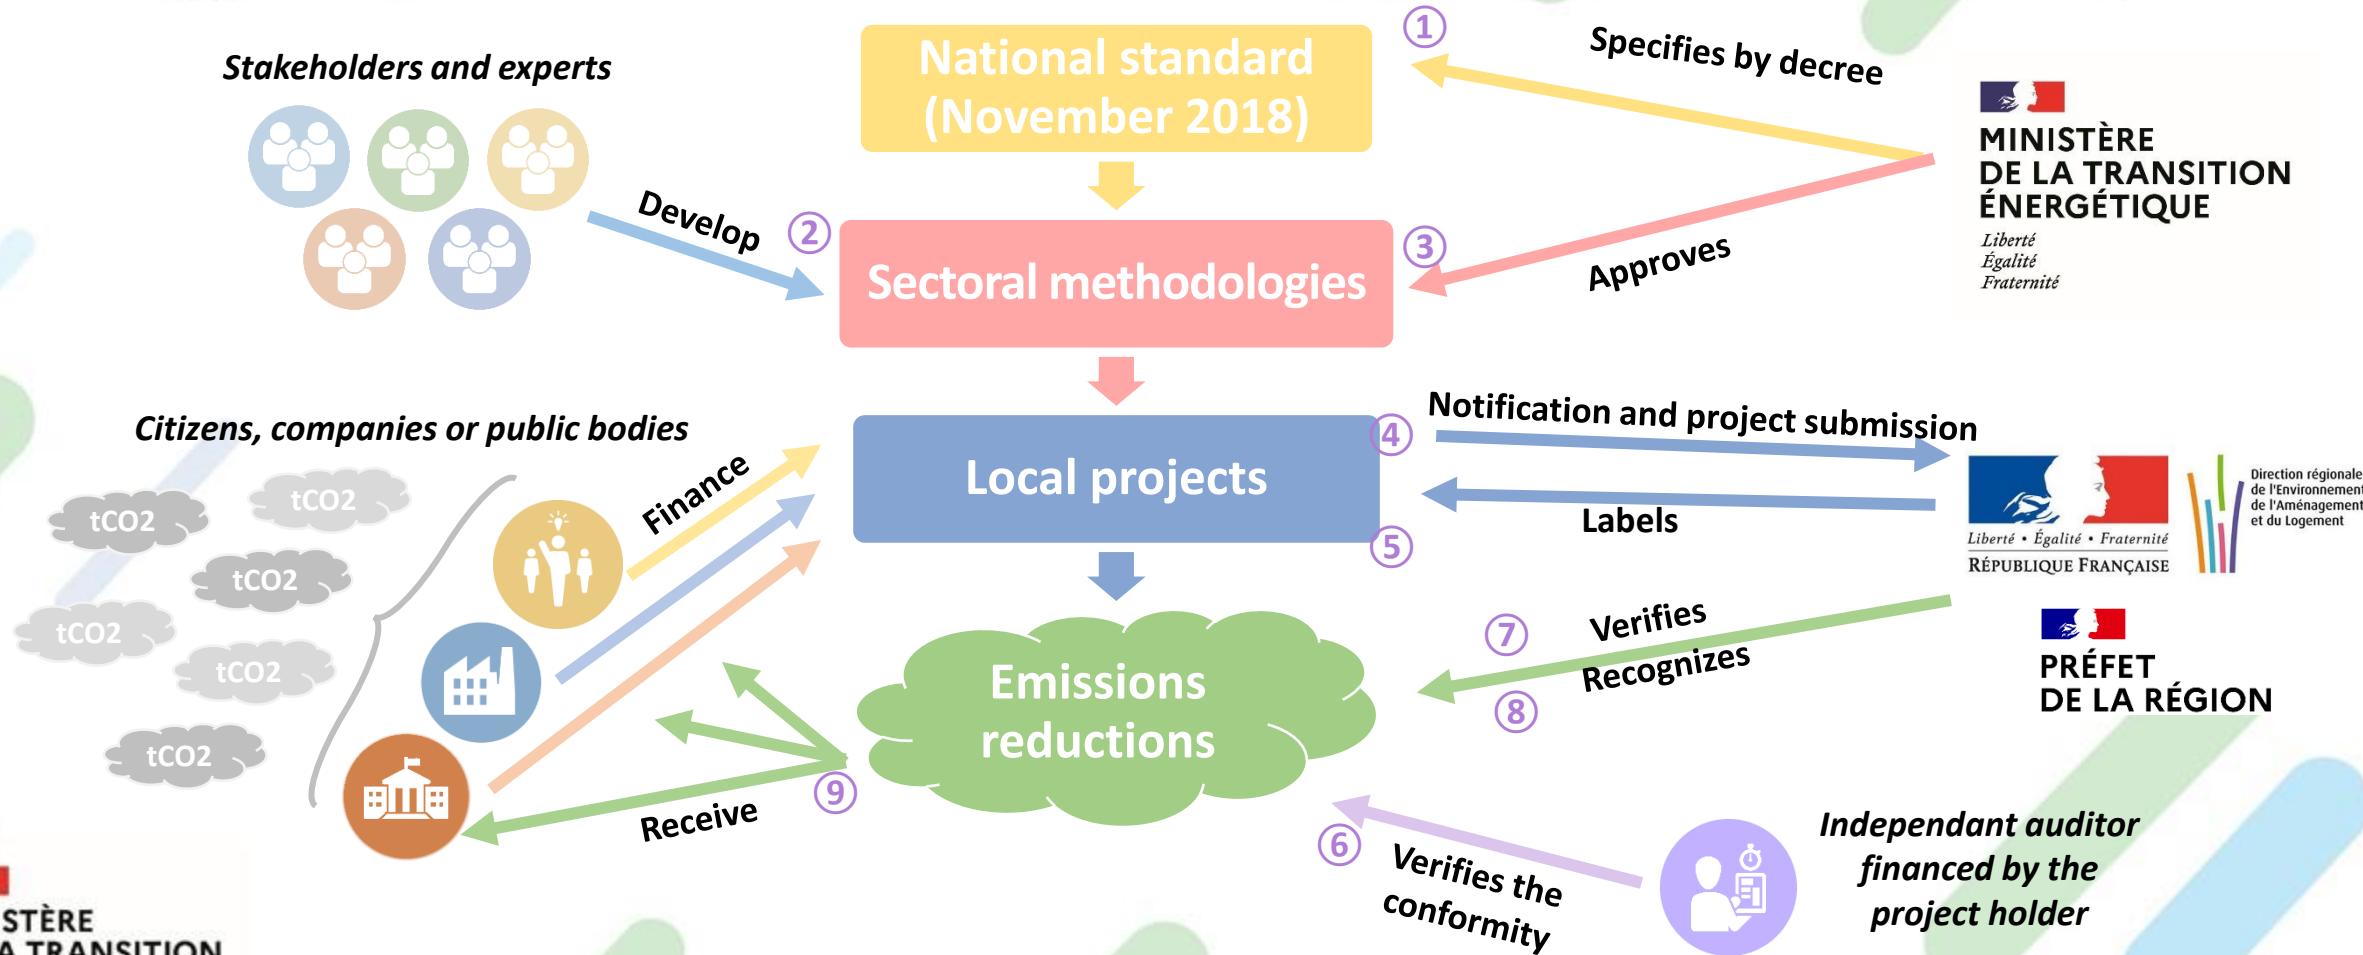 ①
Specifies by decree
Stakeholders and experts
National standard
(November 2018)
MINISTÈRE
DE LA TRANSITION
ÉNERGÉTIQUE
Liberté
Égalité
Fraternité
Develop
②
Sectoral methodologies
③
Approves
Citizens, companies or public bodies
Notification and project submission
④
Local projects
⑤
Labels
Finance
tCO2
tCO2
tCO2
tCO2
tCO2
tCO2
Liberté • Égalité • Fraternité
RÉPUBLIQUE FRANÇAISE
Direction régionale
de l'Environnement
de l'Aménagement
et du Logement
PRÉFET
DE LA RÉGION
⑦
Verifies
Recognizes
⑧
Emissions
reductions
⑨
Receive
⑥
Verifies the
conformity
Independant auditor
financed by the
project holder
STÈRE
A TRANSITION